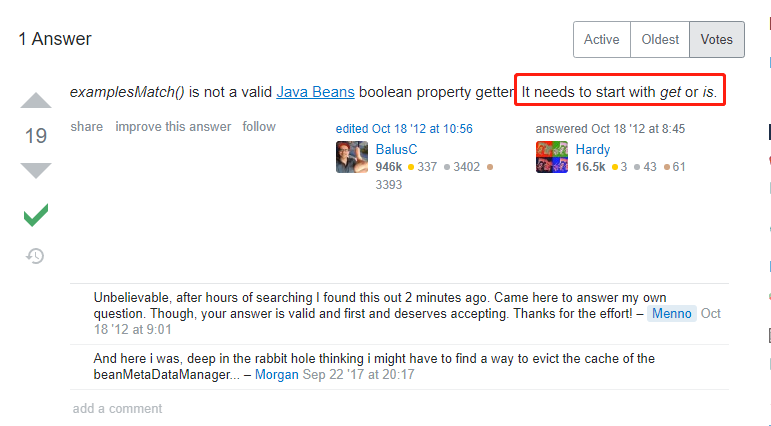 1 Answer
Active Oldest Votes
examplesMatch() is not a valid Java Beans boolean property getter. It needs to start with get or is.
19
share improve this answer follow
edited Oct 18 '12 at 10:56
BalusC
946k 337 3402
3393
answered Oct 18 '12 at 8:45
Hardy
16.5k 3 43 61
Unbelievable, after hours of searching I found this out 2 minutes ago. Came here to answer my own
question. Though, your answer is valid and first and deserves accepting. Thanks for the effort! – Menno Oct
18 '12 at 9:01
And here i was, deep in the rabbit hole thinking i might have to find a way to evict the cache of the
beanMetaDataManager... – Morgan Sep 22 '17 at 20:17
add a comment